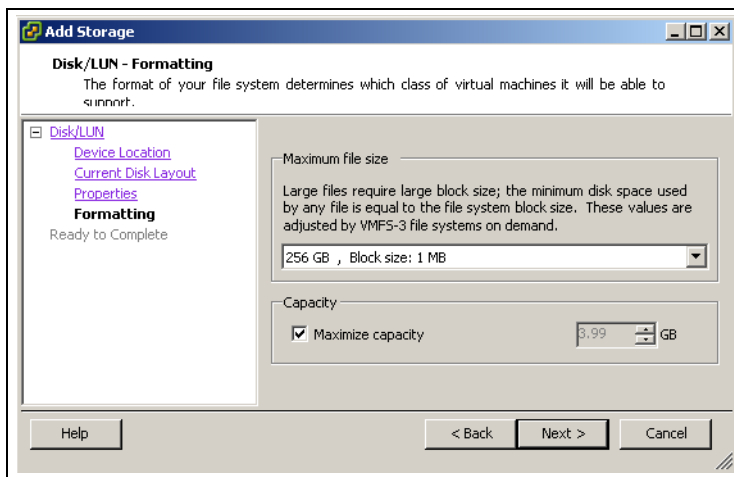 Add Storage
Disk/LUN - Formatting
The format of your file system determines which class of virtual machines it will be able to
support.
Disk/LUN
Device Location
Current Disk Layout
Properties
Formatting
Ready to Complete
Maximum file size
Large files require large block size; the minimum disk space used
by any file is equal to the file system block size. These values are
adjusted by VMFS-3 file systems on demand.
256 GB , Block size: 1 MB
Capacity
Maximize capacity
3.99
GB
Help
< Back
Next >
Cancel